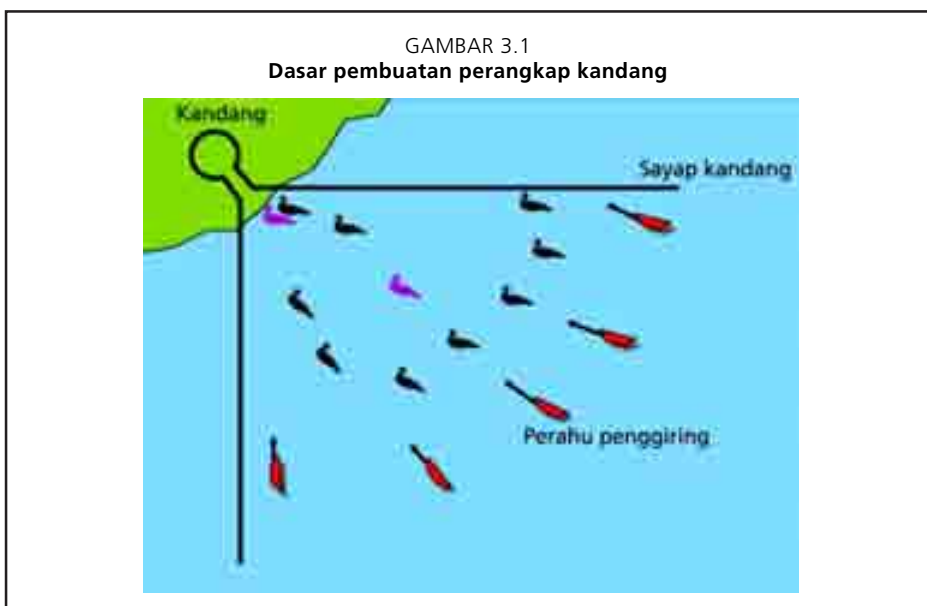 GAMBAR 3.1
Dasar pembuatan perangkap kandang
Kandang
Sayap kandang
Perahu penggiring